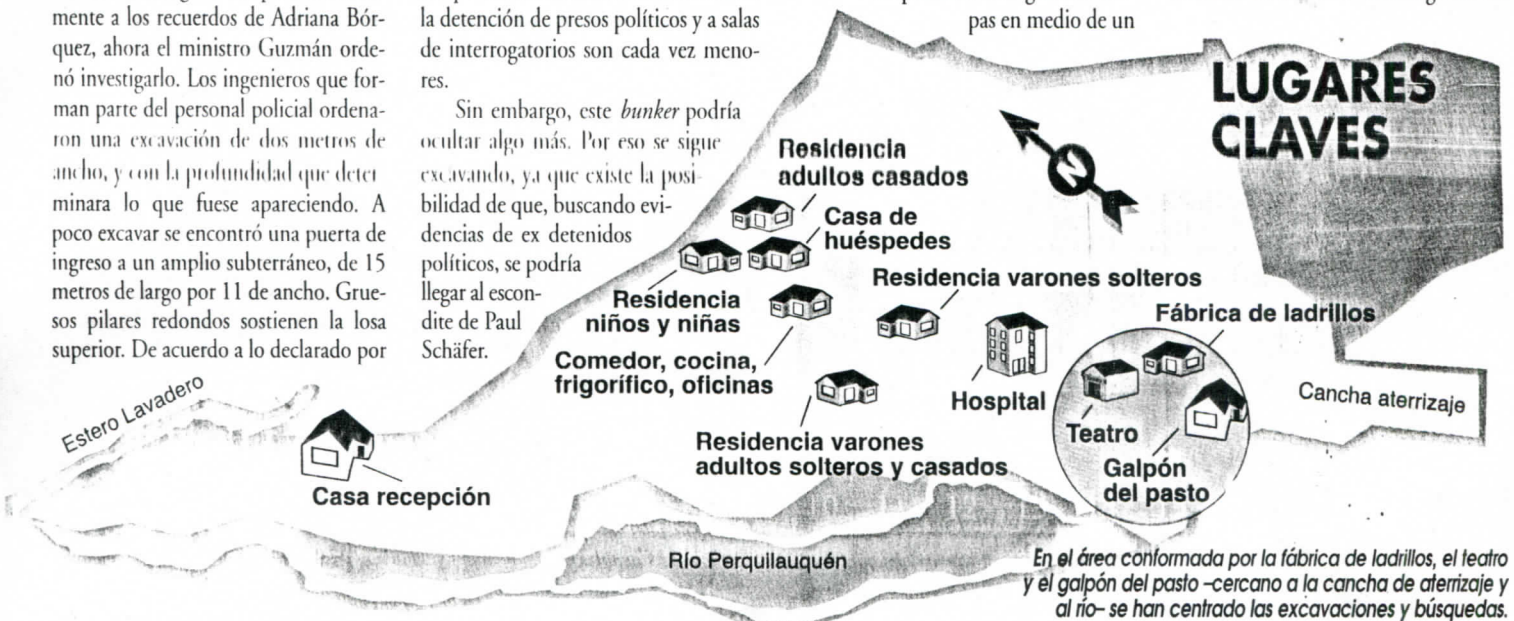 mente a los recuerdos de Adriana Bór-
quez, ahora el ministro Guzmán orde-
nó investigarlo. Los ingenieros que for-
man parte del personal policial ordena-
ron una excavación de dos metros de
ancho, y con la profundidad que deter
minara lo que fuese apareciendo. A
poco excavar se encontró una puerta de
ingreso a un amplio subterráneo, de 15
metros de largo por 11 de ancho. Grue-
sos pilares redondos sostienen la losa
superior. De acuerdo a lo declarado por
la detención de presos políticos y a salas
de interrogatorios son cada vez meno-
res.
Sin embargo, este bunker podría
ocultar algo más. Por eso se sigue
excavando, ya que existe la posi-
bilidad de que, buscando evi-
dencias de ex detenidos
políticos, se podría
llegar al escon-
dite de Paul
Schäfer.
pas en medio de un
LUGARES
CLAVES
N
Residencia
adultos casados
Casa de
huéspedes
Residencia
niños y niñas
Residencia varones solteros
Comedor, cocina,
frigorífico, oficinas
Fábrica de ladrillos
Hospital
Teatro
Galpón
del pasto
Cancha aterrizaje
Residencia varones
adultos solteros y casados
Estero Lavadero
Casa recepción
Río Perquilauquén
En el área conformada por la fábrica de ladrillos, el teatro
y el galpón del pasto –cercano a la cancha de aterrizaje y
al río– se han centrado las excavaciones y búsquedas.